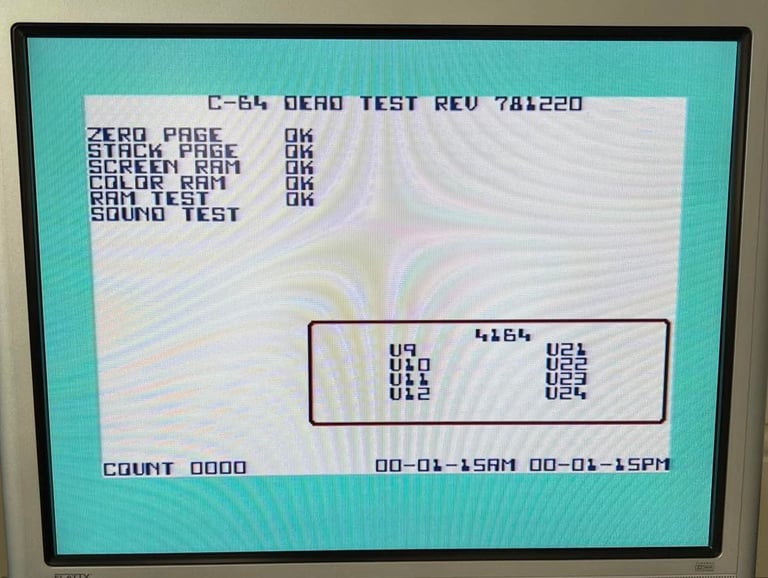 C-64 DEAD TEST REV 781220
ZERO PAGE OK
STACK PAGE OK
SCREEN RAM OK
COLOR RAM OK
RAM TEST OK
SOUND TEST
4164
U9 U21
U10 U22
U11 U23
U12 U24
COUNT 0000 00-01-15AM 00-01-15PM